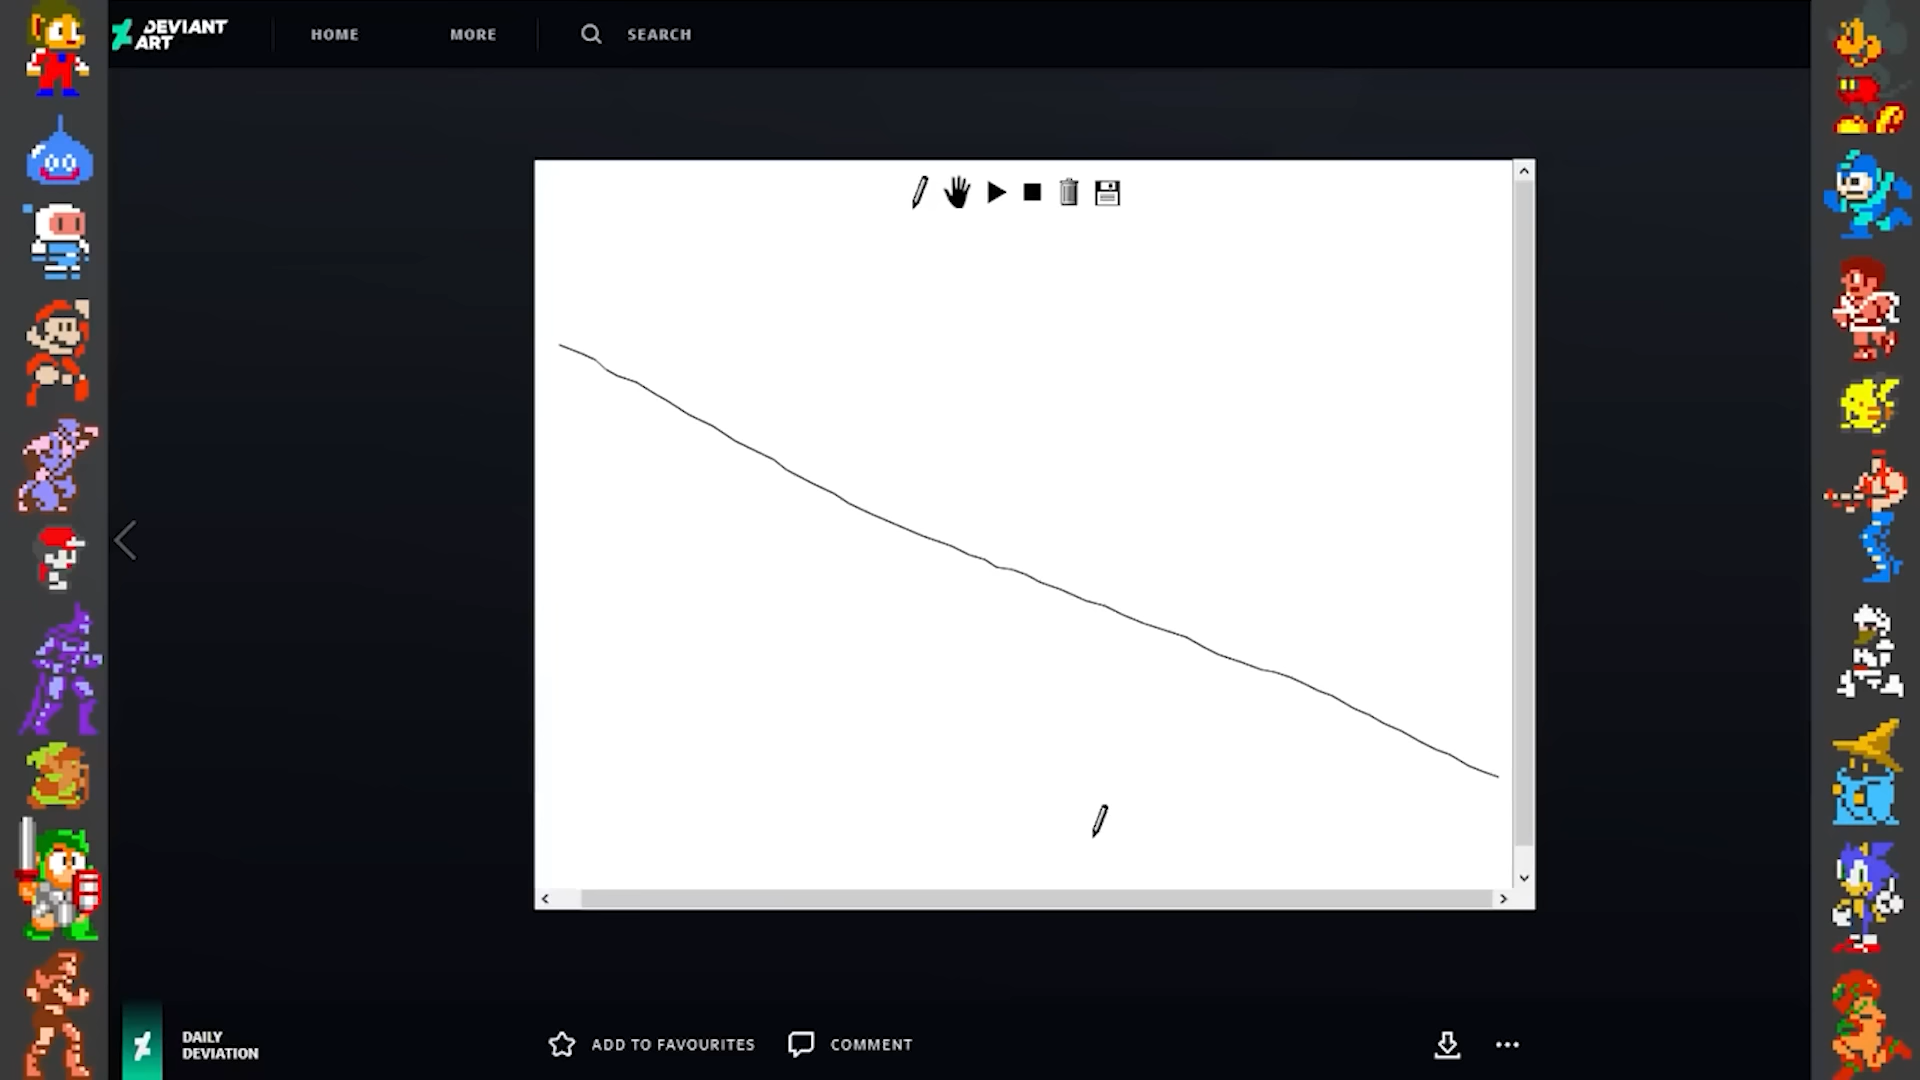 DEVIANT
ART
HOME
MORE
SEARCH
DAILY
DEVIATION
ADD TO FAVOURITES
COMMENT